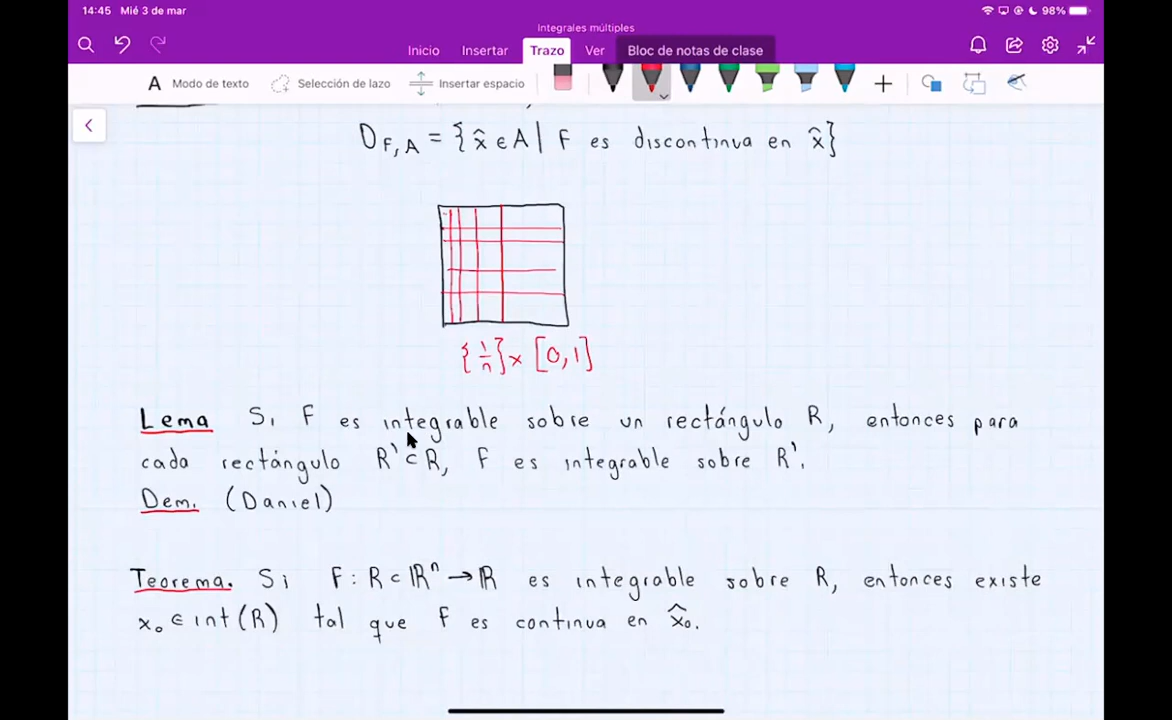 14:45 Mié 3 de mar
98%
Integrales múltiples
Inicio Insertar Trazo Ver Bloc de notas de clase
A Modo de texto Selección de lazo Insertar espacio
D_{F,A} = {x̂ ∈ A | F es discontinua en x̂}
{1/n} × [0,1]
Lema Si F es integrable sobre un rectángulo R, entonces para
cada rectángulo R' ⊂ R, F es integrable sobre R'.
Dem. (Daniel)
Teorema. Si F: R ⊂ ℝⁿ → ℝ es integrable sobre R, entonces existe
x₀ ∈ int(R) tal que F es continua en x̂₀.